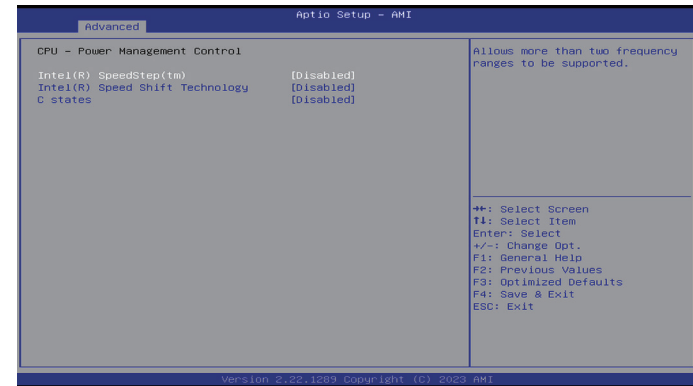 Aptio Setup – AMI
Advanced
CPU – Power Management Control
Intel(R) SpeedStep(tm) [Disabled]
Intel(R) Speed Shift Technology [Disabled]
C states [Disabled]
Allows more than two frequency
ranges to be supported.
→←: Select Screen
↑↓: Select Item
Enter: Select
+/-: Change Opt.
F1: General Help
F2: Previous Values
F3: Optimized Defaults
F4: Save & Exit
ESC: Exit
Version 2.22.1289 Copyright (C) 2023 AMI